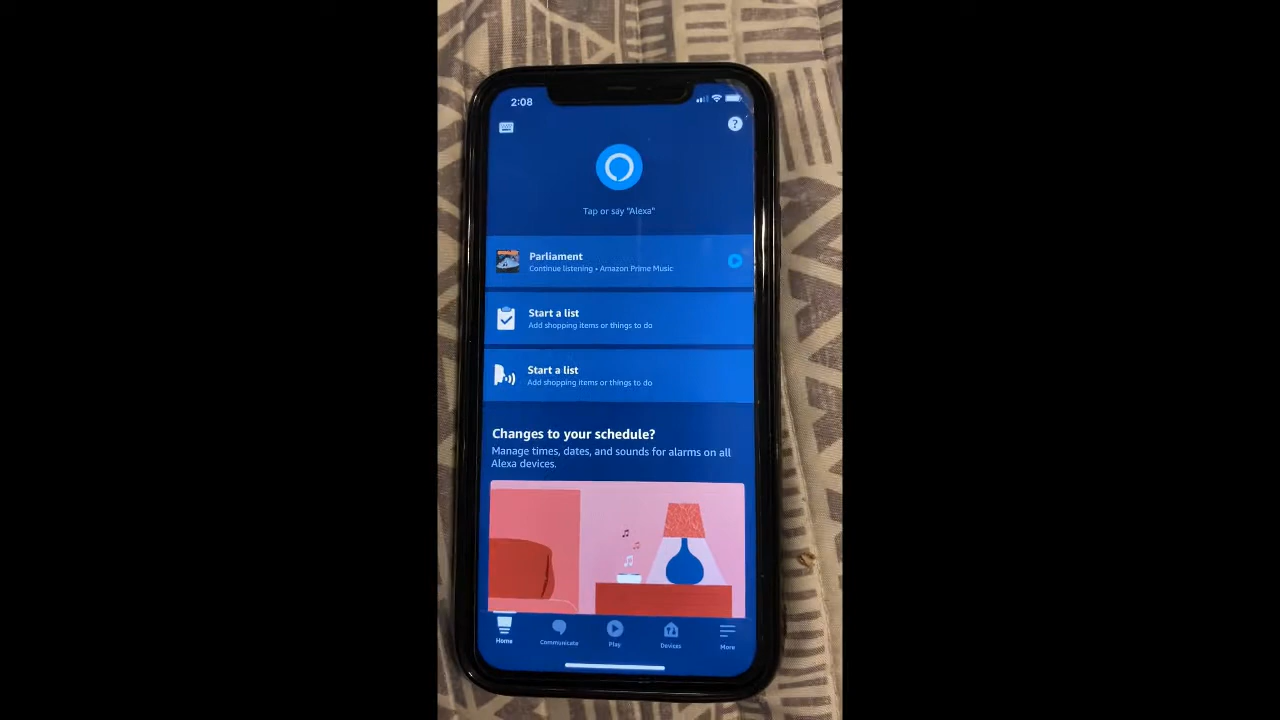 2:08
?
Tap or say "Alexa"
Parliament
Continue listening • Amazon Prime Music
Start a list
Add shopping items or things to do
Start a list
Add shopping items or things to do
Changes to your schedule?
Manage times, dates, and sounds for alarms on all
Alexa devices.
Home Communicate Play Devices More